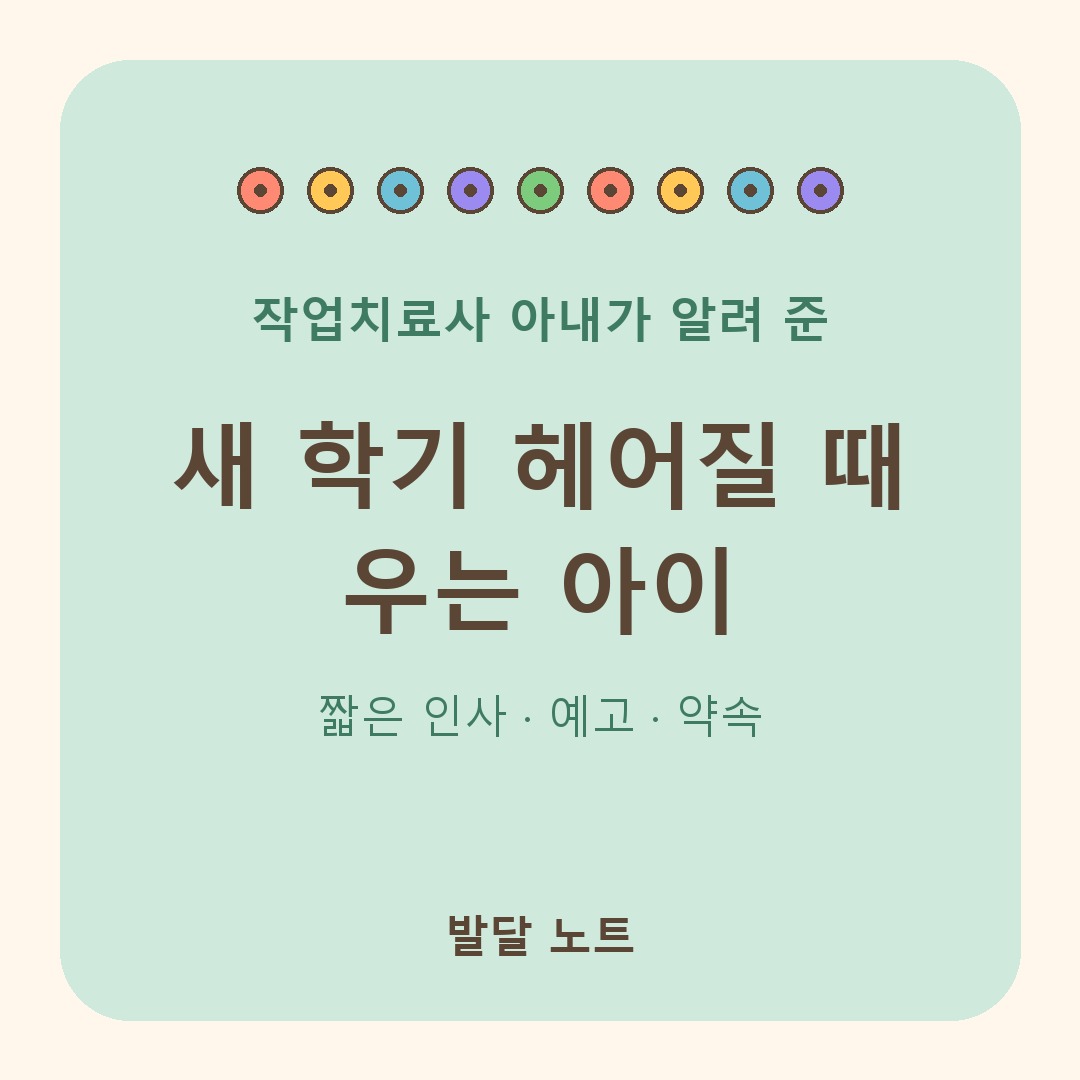 작업치료사 아내가 알려 준
새 학기 헤어질 때
우는 아이
짧은 인사 · 예고 · 약속
발달 노트